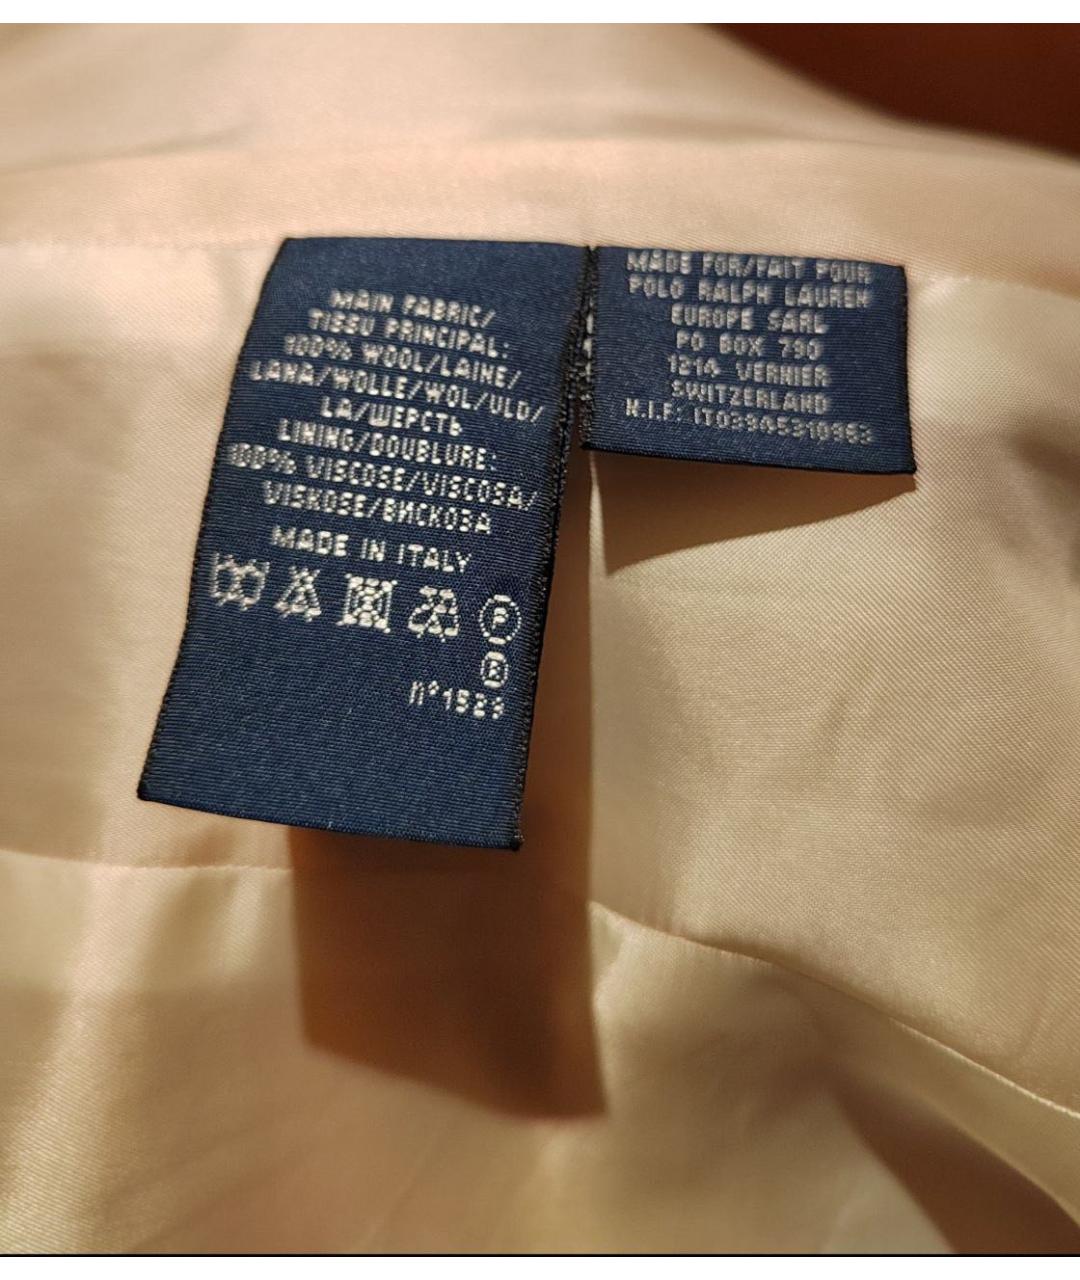 MAIN FABRIC/
TISSU PRINCIPAL:
100% WOOL/LAINE/
LANA/WOLLE/WOL/ULD/
LA/ШЕРСТЬ
LINING/DOUBLURE:
100% VISCOSE/VISCOSA/
VISKOSE/ВИСКОЗА
MADE IN ITALY
P
B
n°1523
MADE FOR/FAIT POUR
POLO RALPH LAUREN
EUROPE SARL
PO BOX 790
1214 VERNIER
SWITZERLAND
N.I.F: